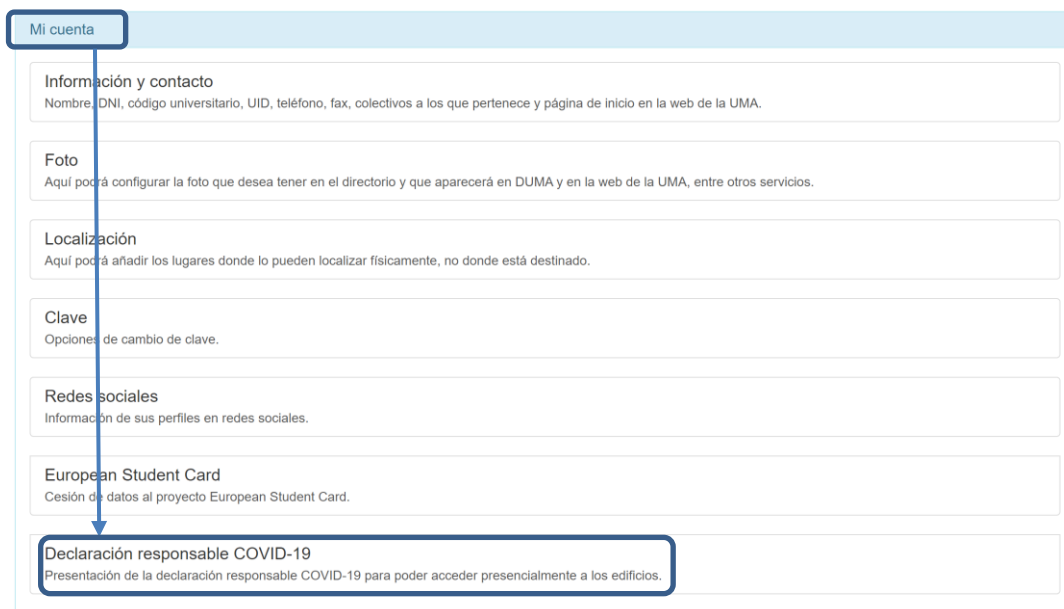 Mi cuenta
Información y contacto
Nombre, DNI, código universitario, UID, teléfono, fax, colectivos a los que pertenece y página de inicio en la web de la UMA.
Foto
Aquí podrá configurar la foto que desea tener en el directorio y que aparecerá en DUMA y en la web de la UMA, entre otros servicios.
Localización
Aquí podrá añadir los lugares donde lo pueden localizar físicamente, no donde está destinado.
Clave
Opciones de cambio de clave.
Redes sociales
Información de sus perfiles en redes sociales.
European Student Card
Cesión de datos al proyecto European Student Card.
Declaración responsable COVID-19
Presentación de la declaración responsable COVID-19 para poder acceder presencialmente a los edificios.